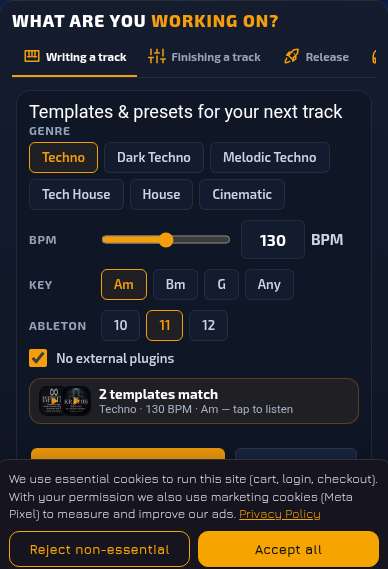 WHAT ARE YOU WORKING ON?
Writing a track
Finishing a track
Release
Templates & presets for your next track
GENRE
Techno
Dark Techno
Melodic Techno
Tech House
House
Cinematic
BPM
130
BPM
KEY
Am
Bm
G
Any
ABLETON
10
11
12
No external plugins
2 templates match
Techno · 130 BPM · Am — tap to listen
We use essential cookies to run this site (cart, login, checkout).
With your permission we also use marketing cookies (Meta
Pixel) to measure and improve our ads. Privacy Policy
Reject non-essential
Accept all